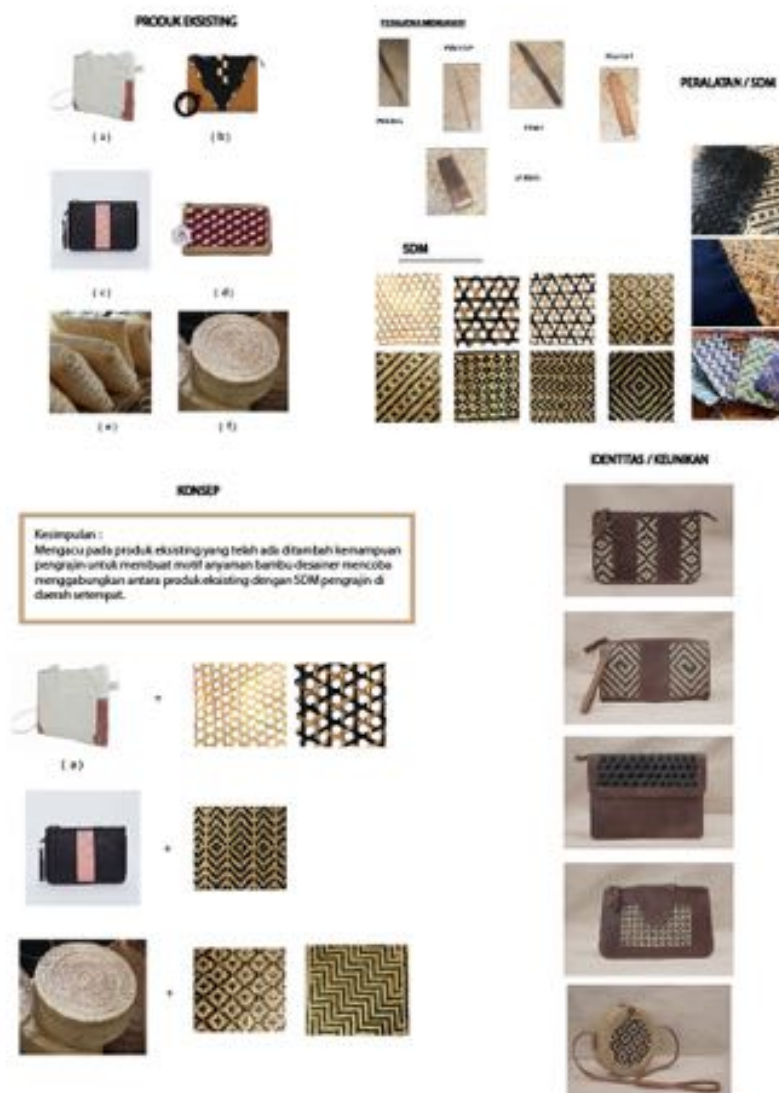 PRODUK EKSISTING
( a )
( b )
( c )
( d )
( e )
( f )
PERALATAN / SDM
SDM
KONSEP
Kesimpulan :
Mengacu pada produk eksisting yang telah ada ditambah kemampuan
pengrajin untuk membuat motif anyaman bambu desainer mencoba
menggabungkan antara produk eksisting dengan SDM pengrajin di
daerah setempat.
+
( a )
+
+
IDENTITAS / KEUNIKAN